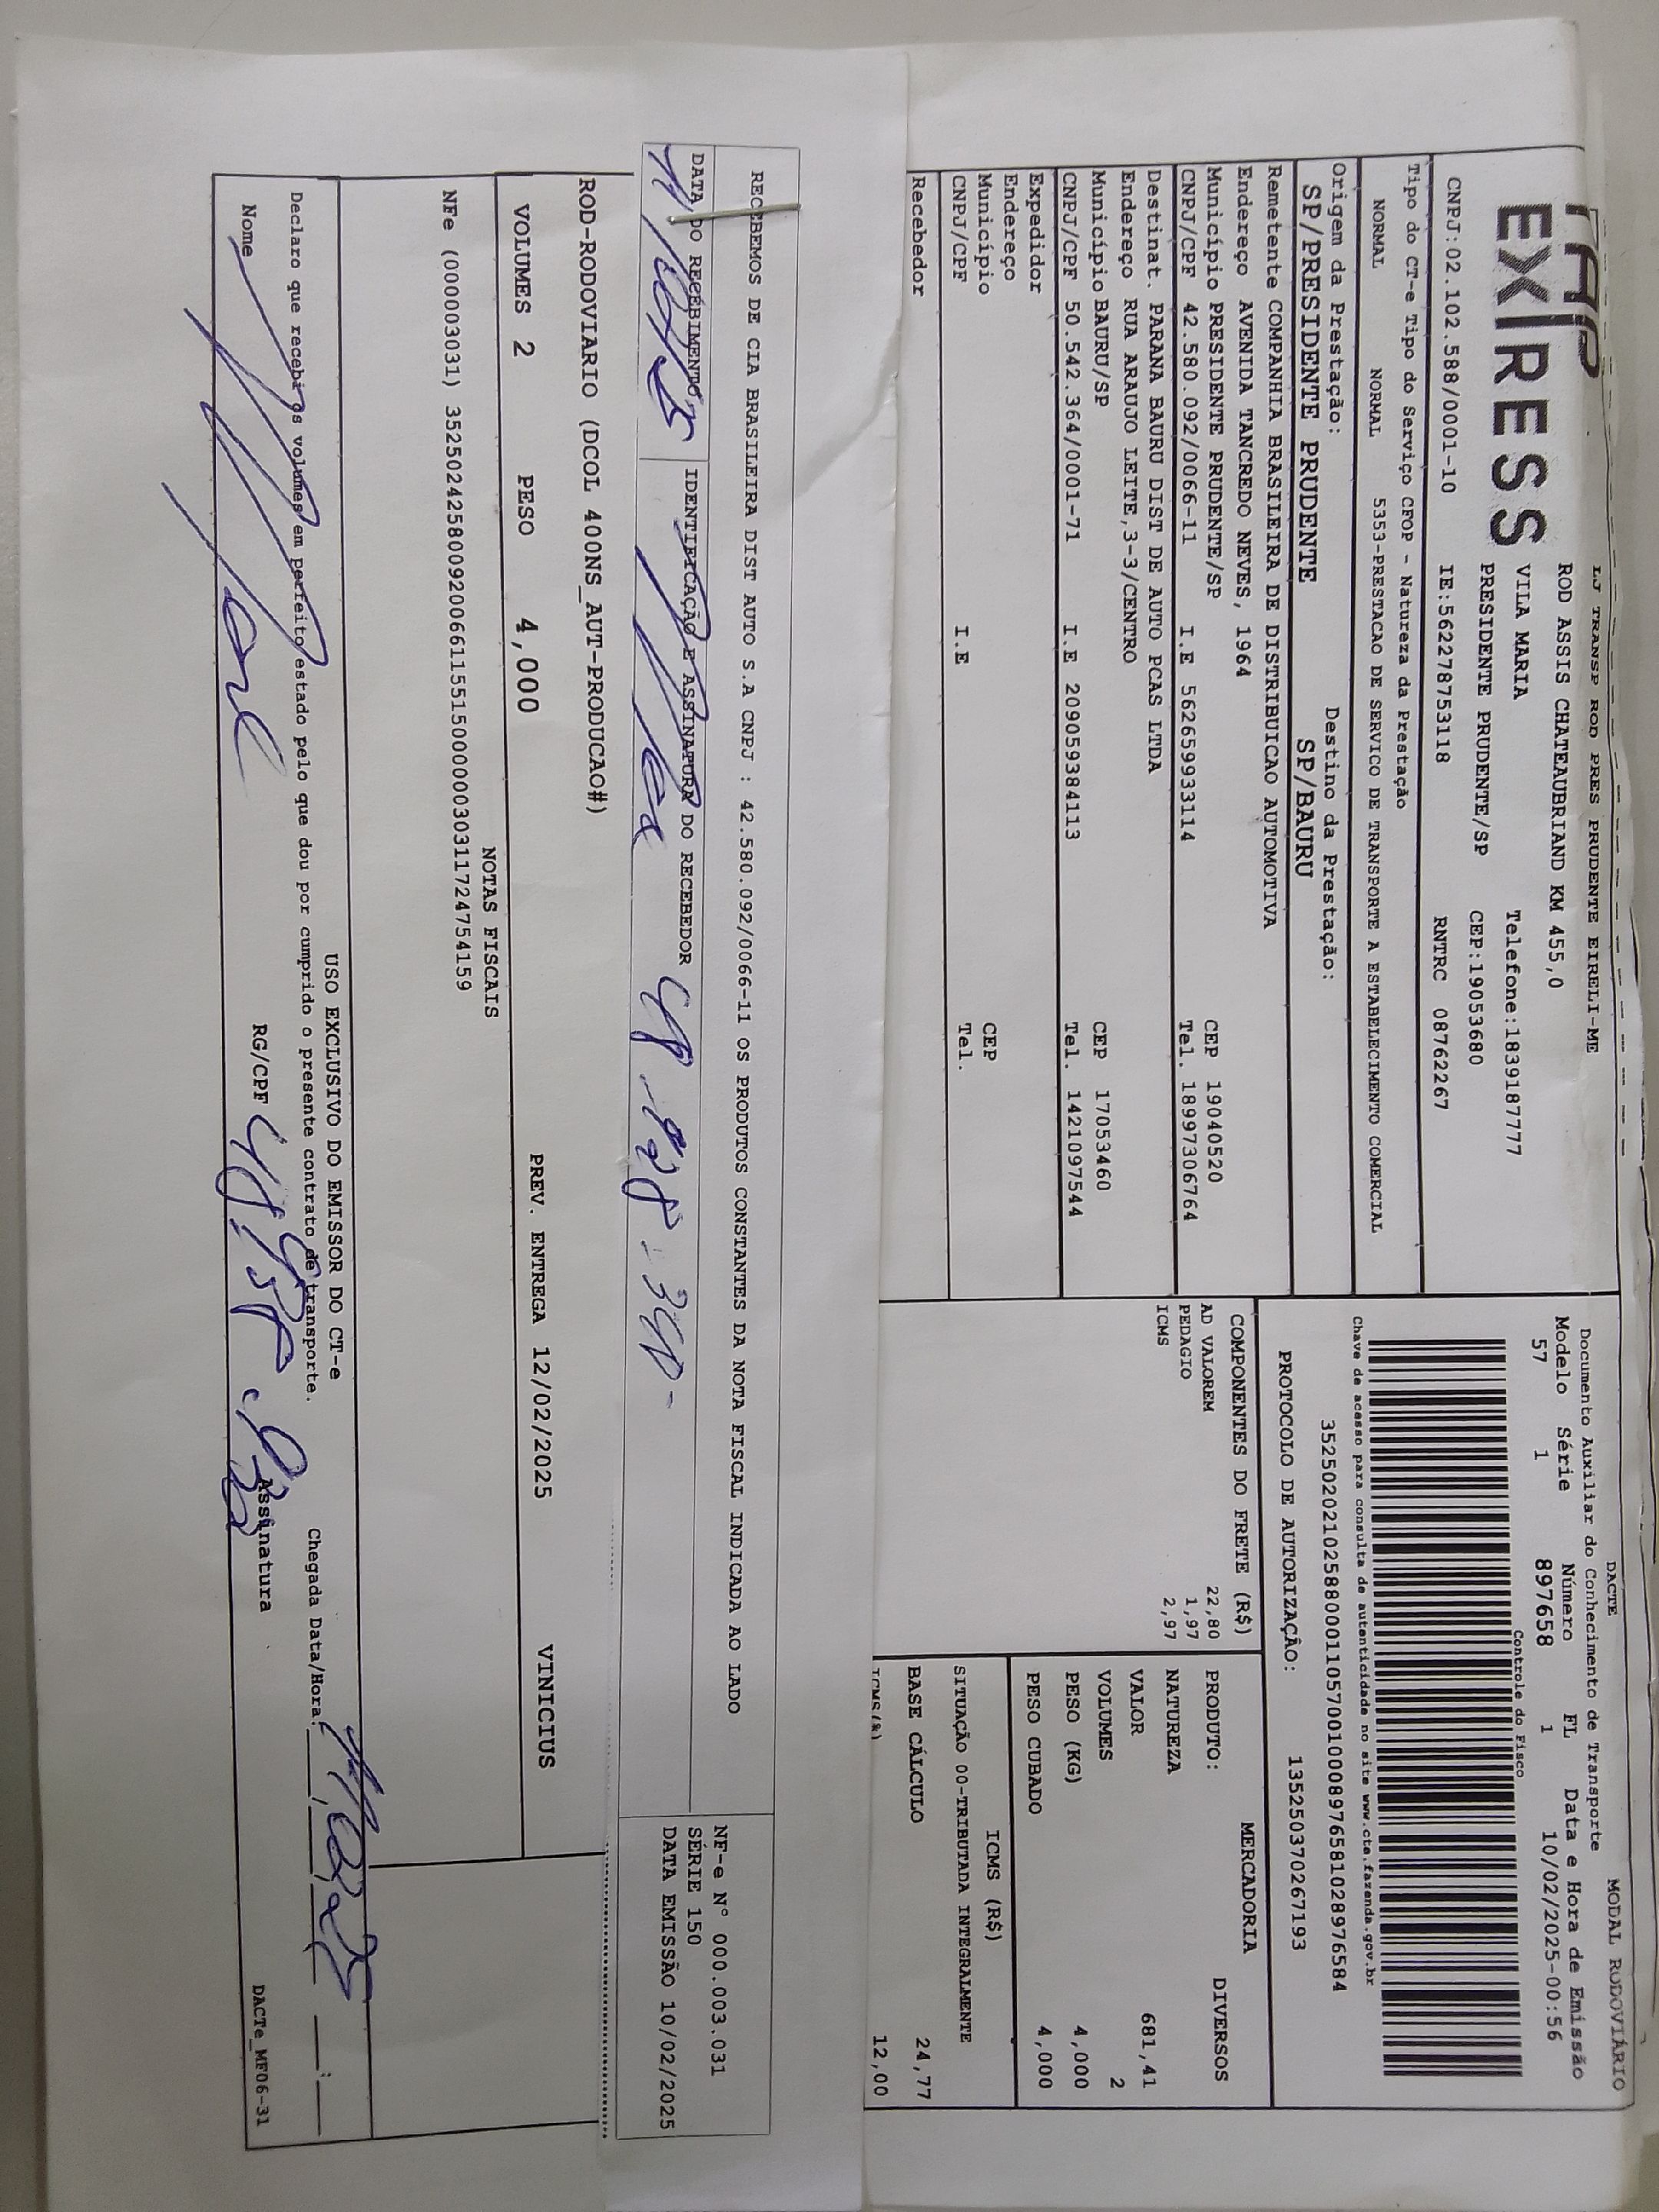 EXPRESS
LJ TRANSP ROD PRES PRUDENTE EIRELI-ME
ROD ASSIS CHATEAUBRIAND KM 455,0
VILA MARIA Telefone:1839187777
PRESIDENTE PRUDENTE/SP CEP:19053680
CNPJ:02.102.588/0001-10 IE:562278753118 RNTRC 08762267
DACTE MODAL RODOVIÁRIO
Documento Auxiliar do Conhecimento de Transporte
Modelo Série Número FL Data e Hora de Emissão
57 1 897658 1 10/02/2025-00:56
Controle do Fisco
Chave de acesso para consulta de autenticidade no site www.cte.fazenda.gov.br
35250202102588000110570010008976581028976584
PROTOCOLO DE AUTORIZAÇÃO: 135250370267193
Tipo do CT-e Tipo do Serviço CFOP - Natureza da Prestação
NORMAL NORMAL 5353-PRESTACAO DE SERVICO DE TRANSPORTE A ESTABELECIMENTO COMERCIAL
Origem da Prestação: Destino da Prestação:
SP/PRESIDENTE PRUDENTE SP/BAURU
Remetente COMPANHIA BRASILEIRA DE DISTRIBUICAO AUTOMOTIVA
Endereço AVENIDA TANCREDO NEVES, 1964
Município PRESIDENTE PRUDENTE/SP CEP 19040520
CNPJ/CPF 42.580.092/0066-11 I.E 562659933114 Tel. 18997306764
Destinat. PARANA BAURU DIST DE AUTO PCAS LTDA
Endereço RUA ARAUJO LEITE,3-3/CENTRO
Município BAURU/SP CEP 17053460
CNPJ/CPF 50.542.364/0001-71 I.E 209059384113 Tel. 1421097544
Expedidor
Endereço
Município CEP
CNPJ/CPF I.E Tel.
Recebedor
COMPONENTES DO FRETE (R$)
AD VALOREM 22,80
PEDAGIO 1,97
ICMS 2,97
MERCADORIA
PRODUTO: DIVERSOS
NATUREZA
VALOR 681,41
VOLUMES 2
PESO (KG) 4,000
PESO CUBADO 4,000
ICMS (R$)
SITUAÇÃO 00-TRIBUTADA INTEGRALMENTE
BASE CÁLCULO 24,77
ICMS(%) 12,00
RECEBEMOS DE CIA BRASILEIRA DIST AUTO S.A CNPJ : 42.580.092/0066-11 OS PRODUTOS CONSTANTES DA NOTA FISCAL INDICADA AO LADO
DATA DO RECEBIMENTO IDENTIFICAÇÃO E ASSINATURA DO RECEBEDOR
NF-e N° 000.003.031
SÉRIE 150
DATA EMISSÃO 10/02/2025
ROD-RODOVIARIO (DCOL 400NS_AUT-PRODUCAO#)
VOLUMES 2 PESO 4,000 PREV. ENTREGA 12/02/2025 VINICIUS
NOTAS FISCAIS
NFe (000003031) 35250242580092006611551500000030311724754159
USO EXCLUSIVO DO EMISSOR DO CT-e
Declaro que recebi os volumes em perfeito estado pelo que dou por cumprido o presente contrato de transporte.
Chegada Data/Hora:
Nome RG/CPF Assinatura
DACTe_MF06-31